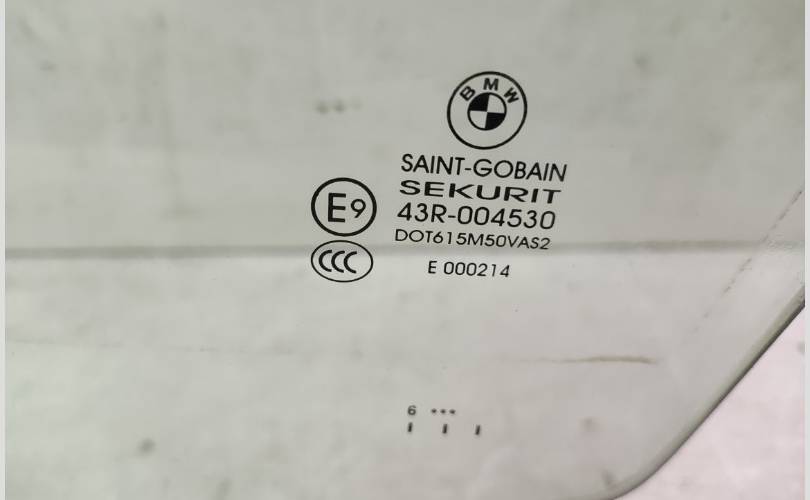 BMW
SAINT-GOBAIN
SEKURIT
E9
43R-004530
DOT615M50VAS2
CCC
E 000214
6 •••